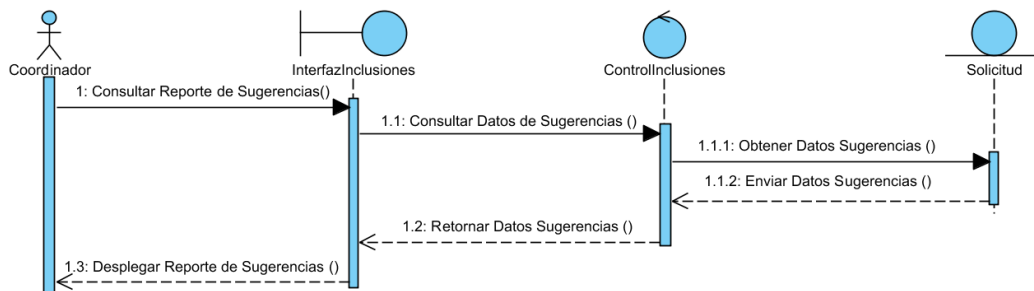 Coordinador
InterfazInclusiones
ControlInclusiones
Solicitud
1: Consultar Reporte de Sugerencias()
1.1: Consultar Datos de Sugerencias ()
1.1.1: Obtener Datos Sugerencias ()
1.1.2: Enviar Datos Sugerencias ()
1.2: Retornar Datos Sugerencias ()
1.3: Desplegar Reporte de Sugerencias ()